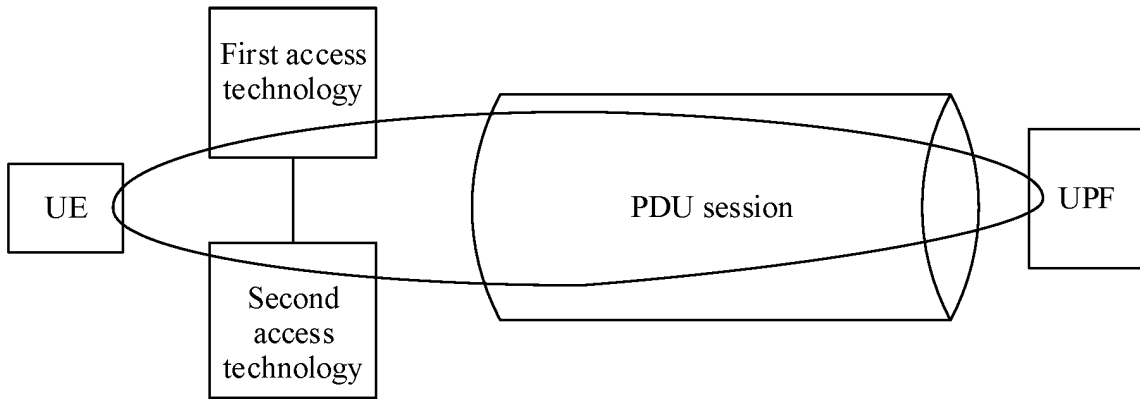 First access
technology
UE
PDU session
UPF
Second
access
technology